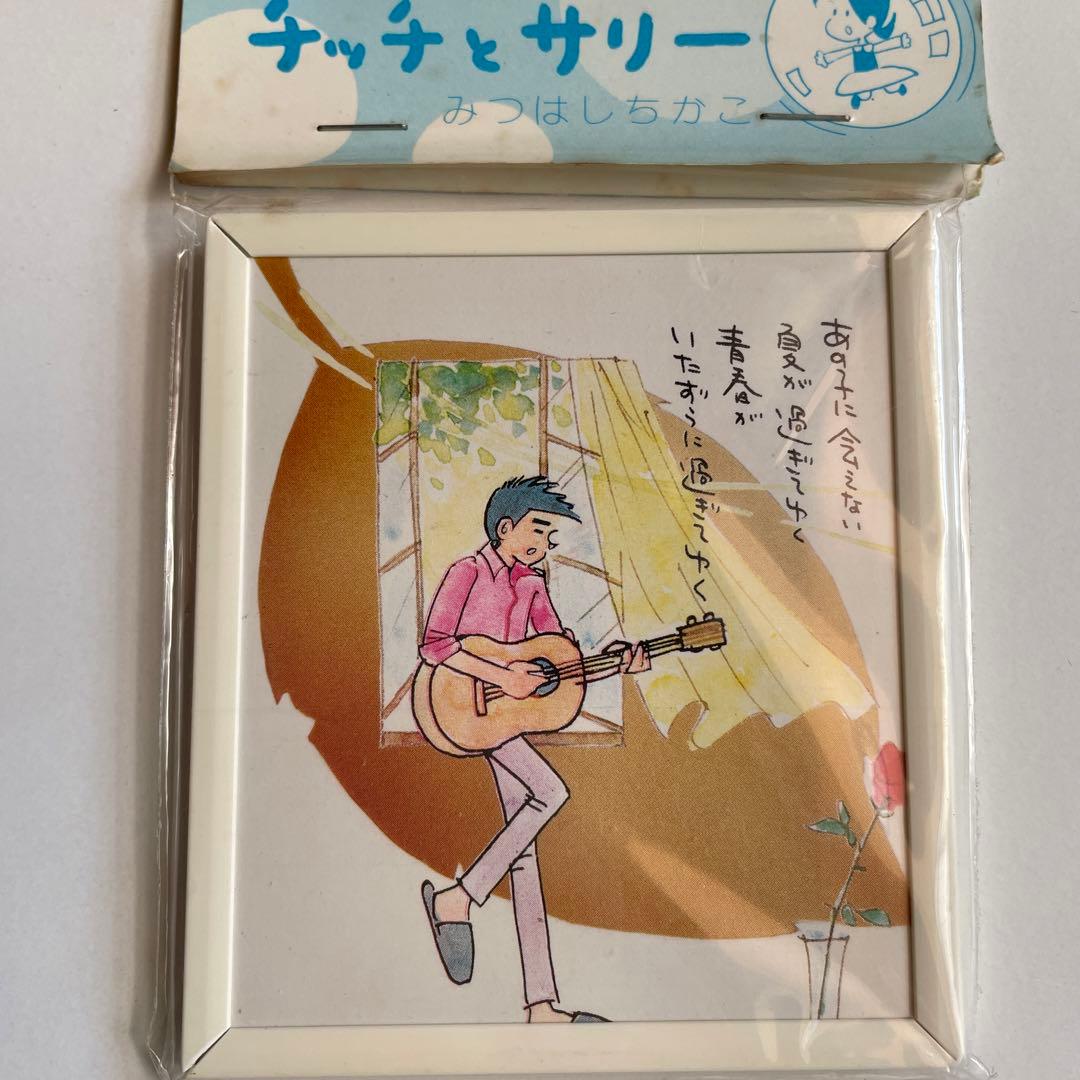 チッチとサリー
みつはしちかこ
あの子に会えない
夏が過ぎてゆく
青春が
いたずらに過ぎてゆく